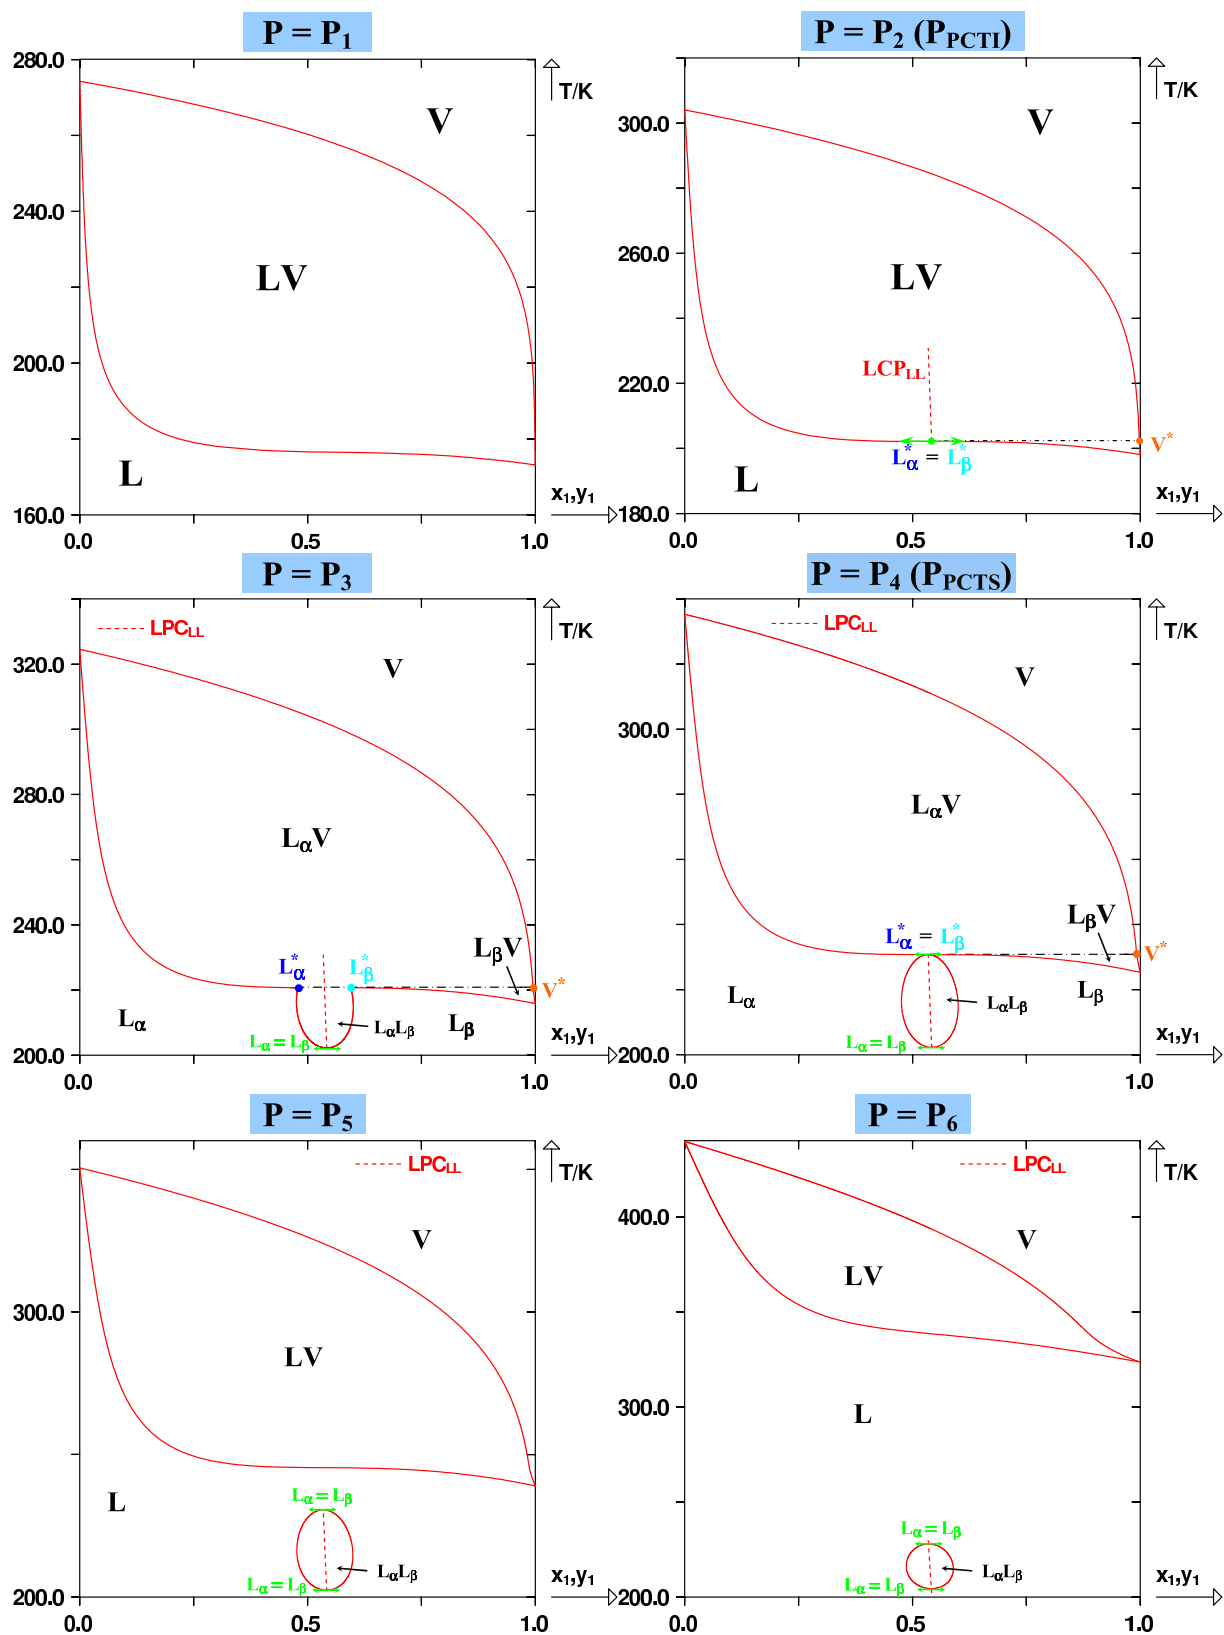 P = P1
P = P2 (PPCTI)
280.0
T/K
V
240.0
LV
200.0
L
x1,y1
160.0
0.0
0.5
1.0
T/K
300.0
V
260.0
LV
LCPLL
220.0
V*
L*α = L*β
L
x1,y1
180.0
0.0
0.5
1.0
P = P3
P = P4 (PPCTS)
LPCLL
T/K
320.0
V
280.0
LαV
240.0
LβV
L*α
L*β
V*
Lα
LαLβ
Lβ
Lα = Lβ
x1,y1
200.0
0.0
0.5
1.0
LPCLL
T/K
V
300.0
LαV
LβV
L*α = L*β
V*
Lα
LαLβ
Lβ
Lα = Lβ
x1,y1
200.0
0.0
0.5
1.0
P = P5
P = P6
LPCLL
T/K
V
300.0
LV
L
Lα = Lβ
LαLβ
Lα = Lβ
x1,y1
200.0
0.0
0.5
1.0
LPCLL
T/K
400.0
V
LV
300.0
L
Lα = Lβ
LαLβ
Lα = Lβ
x1,y1
200.0
0.0
0.5
1.0